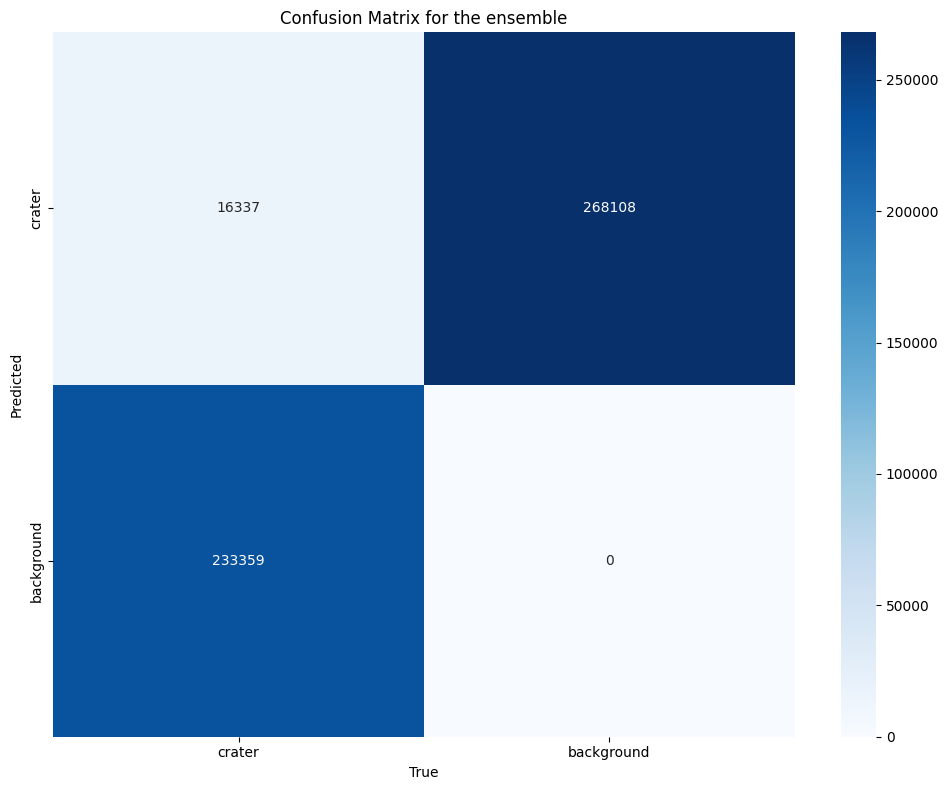 Confusion Matrix for the ensemble
crater
background
Predicted
16337
268108
233359
0
crater
background
True
250000
200000
150000
100000
50000
0